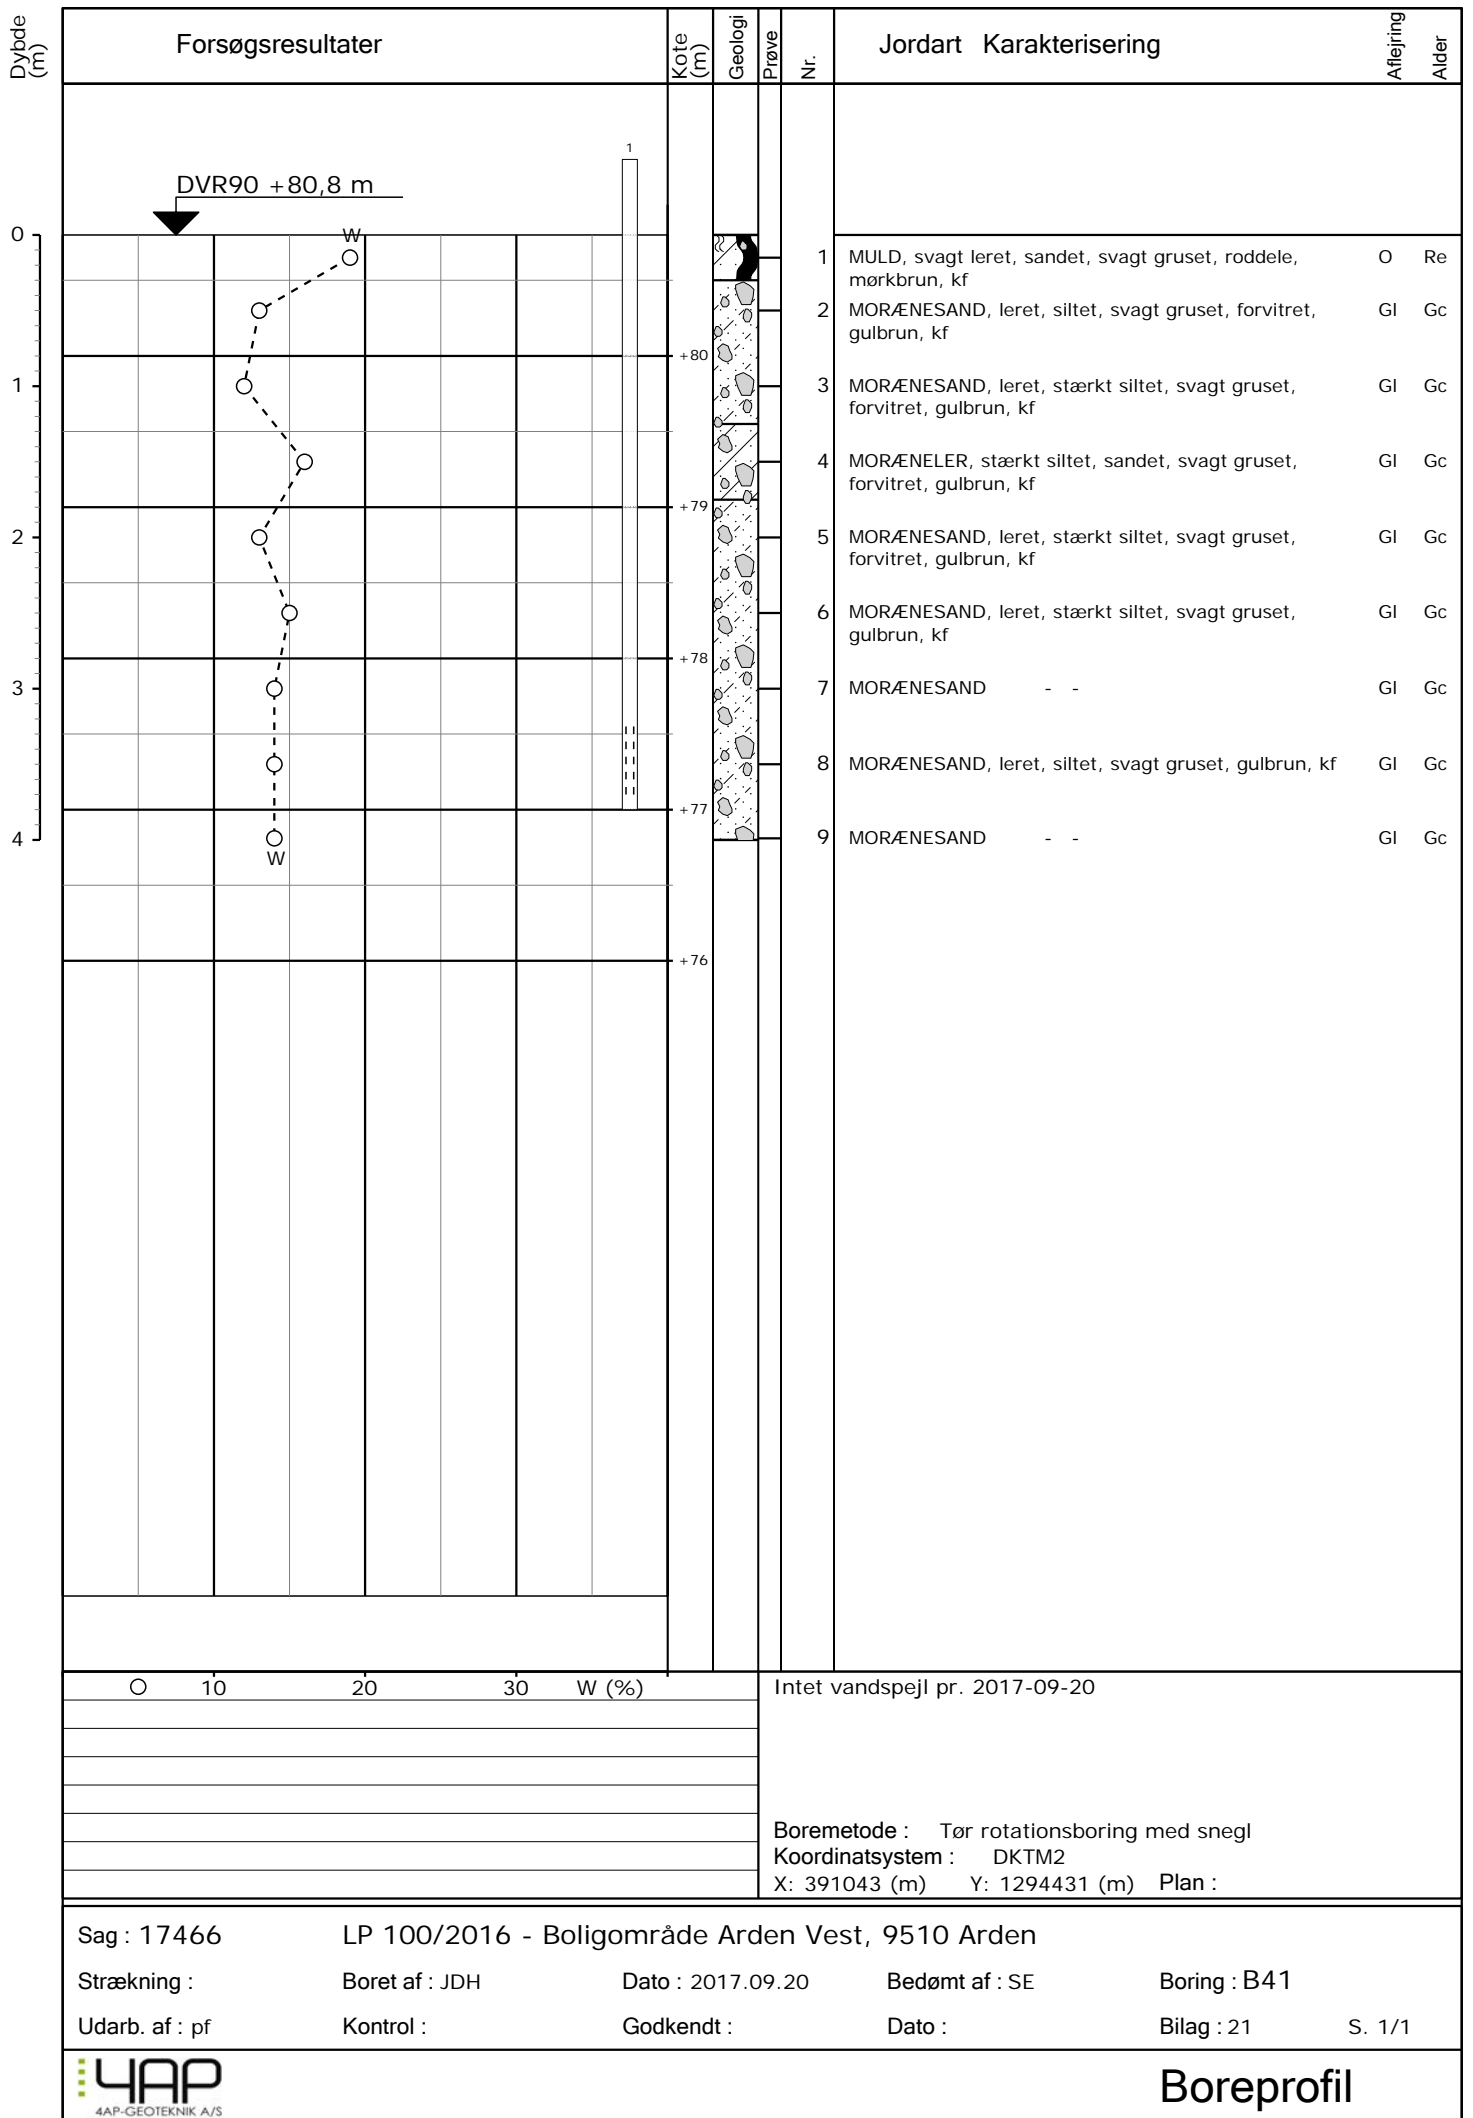 Dybde (m)
Forsøgsresultater
Kote (m)
Geologi
Prøve
Nr.
Jordart Karakterisering
Aflejring
Alder
1
DVR90 +80,8 m
0
W
1 MULD, svagt leret, sandet, svagt gruset, roddele, O Re
mørkbrun, kf
2 MORÆNESAND, leret, siltet, svagt gruset, forvitret, Gl Gc
gulbrun, kf
+80
1
3 MORÆNESAND, leret, stærkt siltet, svagt gruset, Gl Gc
forvitret, gulbrun, kf
4 MORÆNELER, stærkt siltet, sandet, svagt gruset, Gl Gc
forvitret, gulbrun, kf
+79
2
5 MORÆNESAND, leret, stærkt siltet, svagt gruset, Gl Gc
forvitret, gulbrun, kf
6 MORÆNESAND, leret, stærkt siltet, svagt gruset, Gl Gc
gulbrun, kf
+78
3
7 MORÆNESAND - - Gl Gc
8 MORÆNESAND, leret, siltet, svagt gruset, gulbrun, kf Gl Gc
+77
4
9 MORÆNESAND - - Gl Gc
W
+76
10 20 30 W (%)
Intet vandspejl pr. 2017-09-20
Boremetode : Tør rotationsboring med snegl
Koordinatsystem : DKTM2
X: 391043 (m) Y: 1294431 (m) Plan :
Sag : 17466 LP 100/2016 - Boligområde Arden Vest, 9510 Arden
Strækning : Boret af : JDH Dato : 2017.09.20 Bedømt af : SE Boring : B41
Udarb. af : pf Kontrol : Godkendt : Dato : Bilag : 21 S. 1/1
4AP
4AP-GEOTEKNIK A/S
Boreprofil